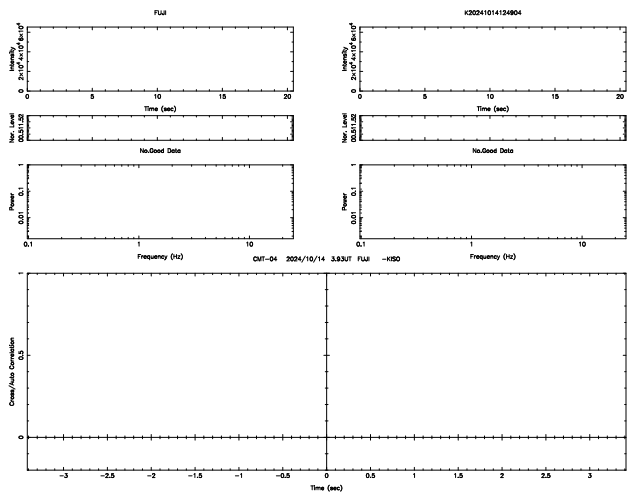 FUJI
K20241014124904
Intensity
0 2×10⁴ 4×10⁴ 6×10⁴
0 5 10 15 20
Time (sec)
Intensity
0 2×10⁴ 4×10⁴ 6×10⁴
0 5 10 15 20
Time (sec)
Nor. Level
00.511.52
Nor. Level
00.511.52
No.Good Data
No.Good Data
Power
0.01 0.1 1
0.1 1 10
Frequency (Hz)
Power
0.01 0.1 1
0.1 1 10
Frequency (Hz)
CMT-04 2024/10/14 3.93UT FUJI -KISO
Cross/Auto Correlation
0 0.5 1
-3 -2.5 -2 -1.5 -1 -0.5 0 0.5 1 1.5 2 2.5 3
Time (sec)